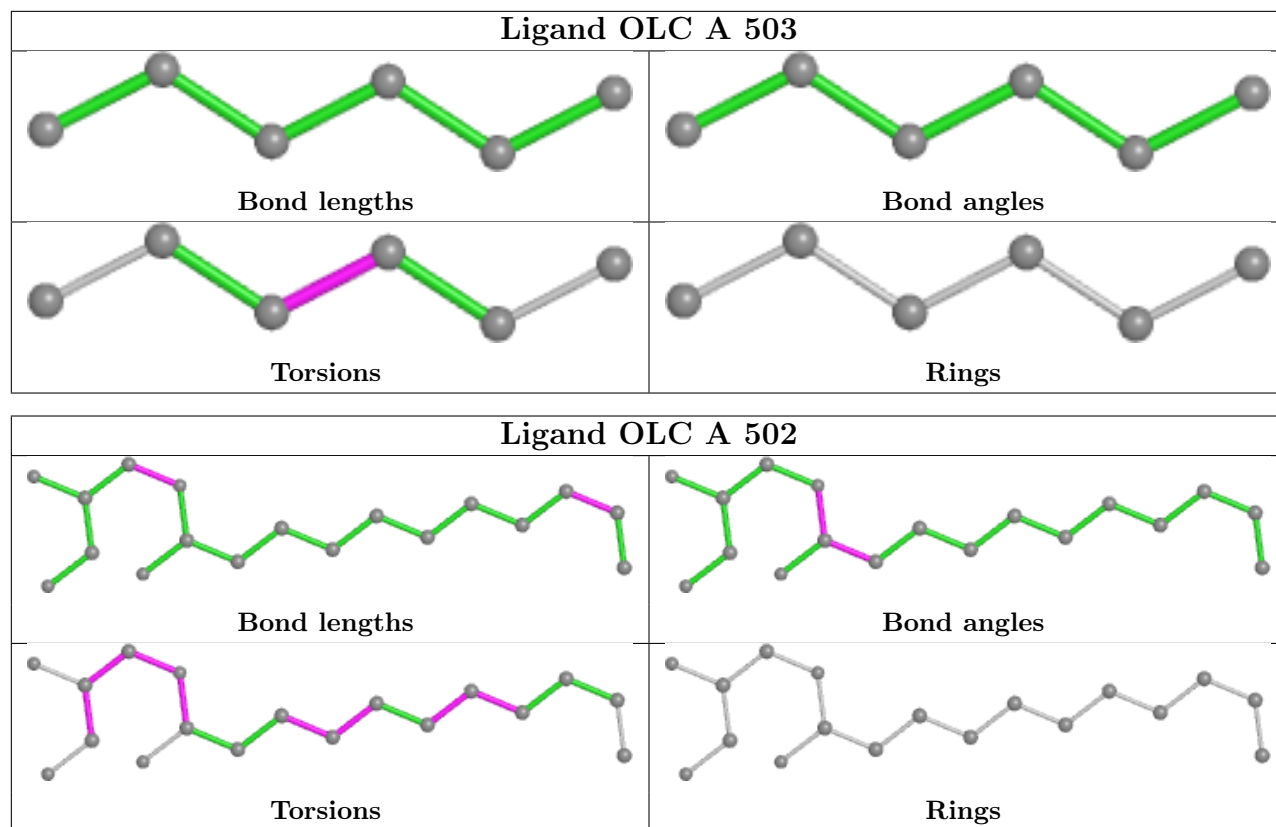 Ligand OLC A 503
Bond lengths
Bond angles
Torsions
Rings
Ligand OLC A 502
Bond lengths
Bond angles
Torsions
Rings